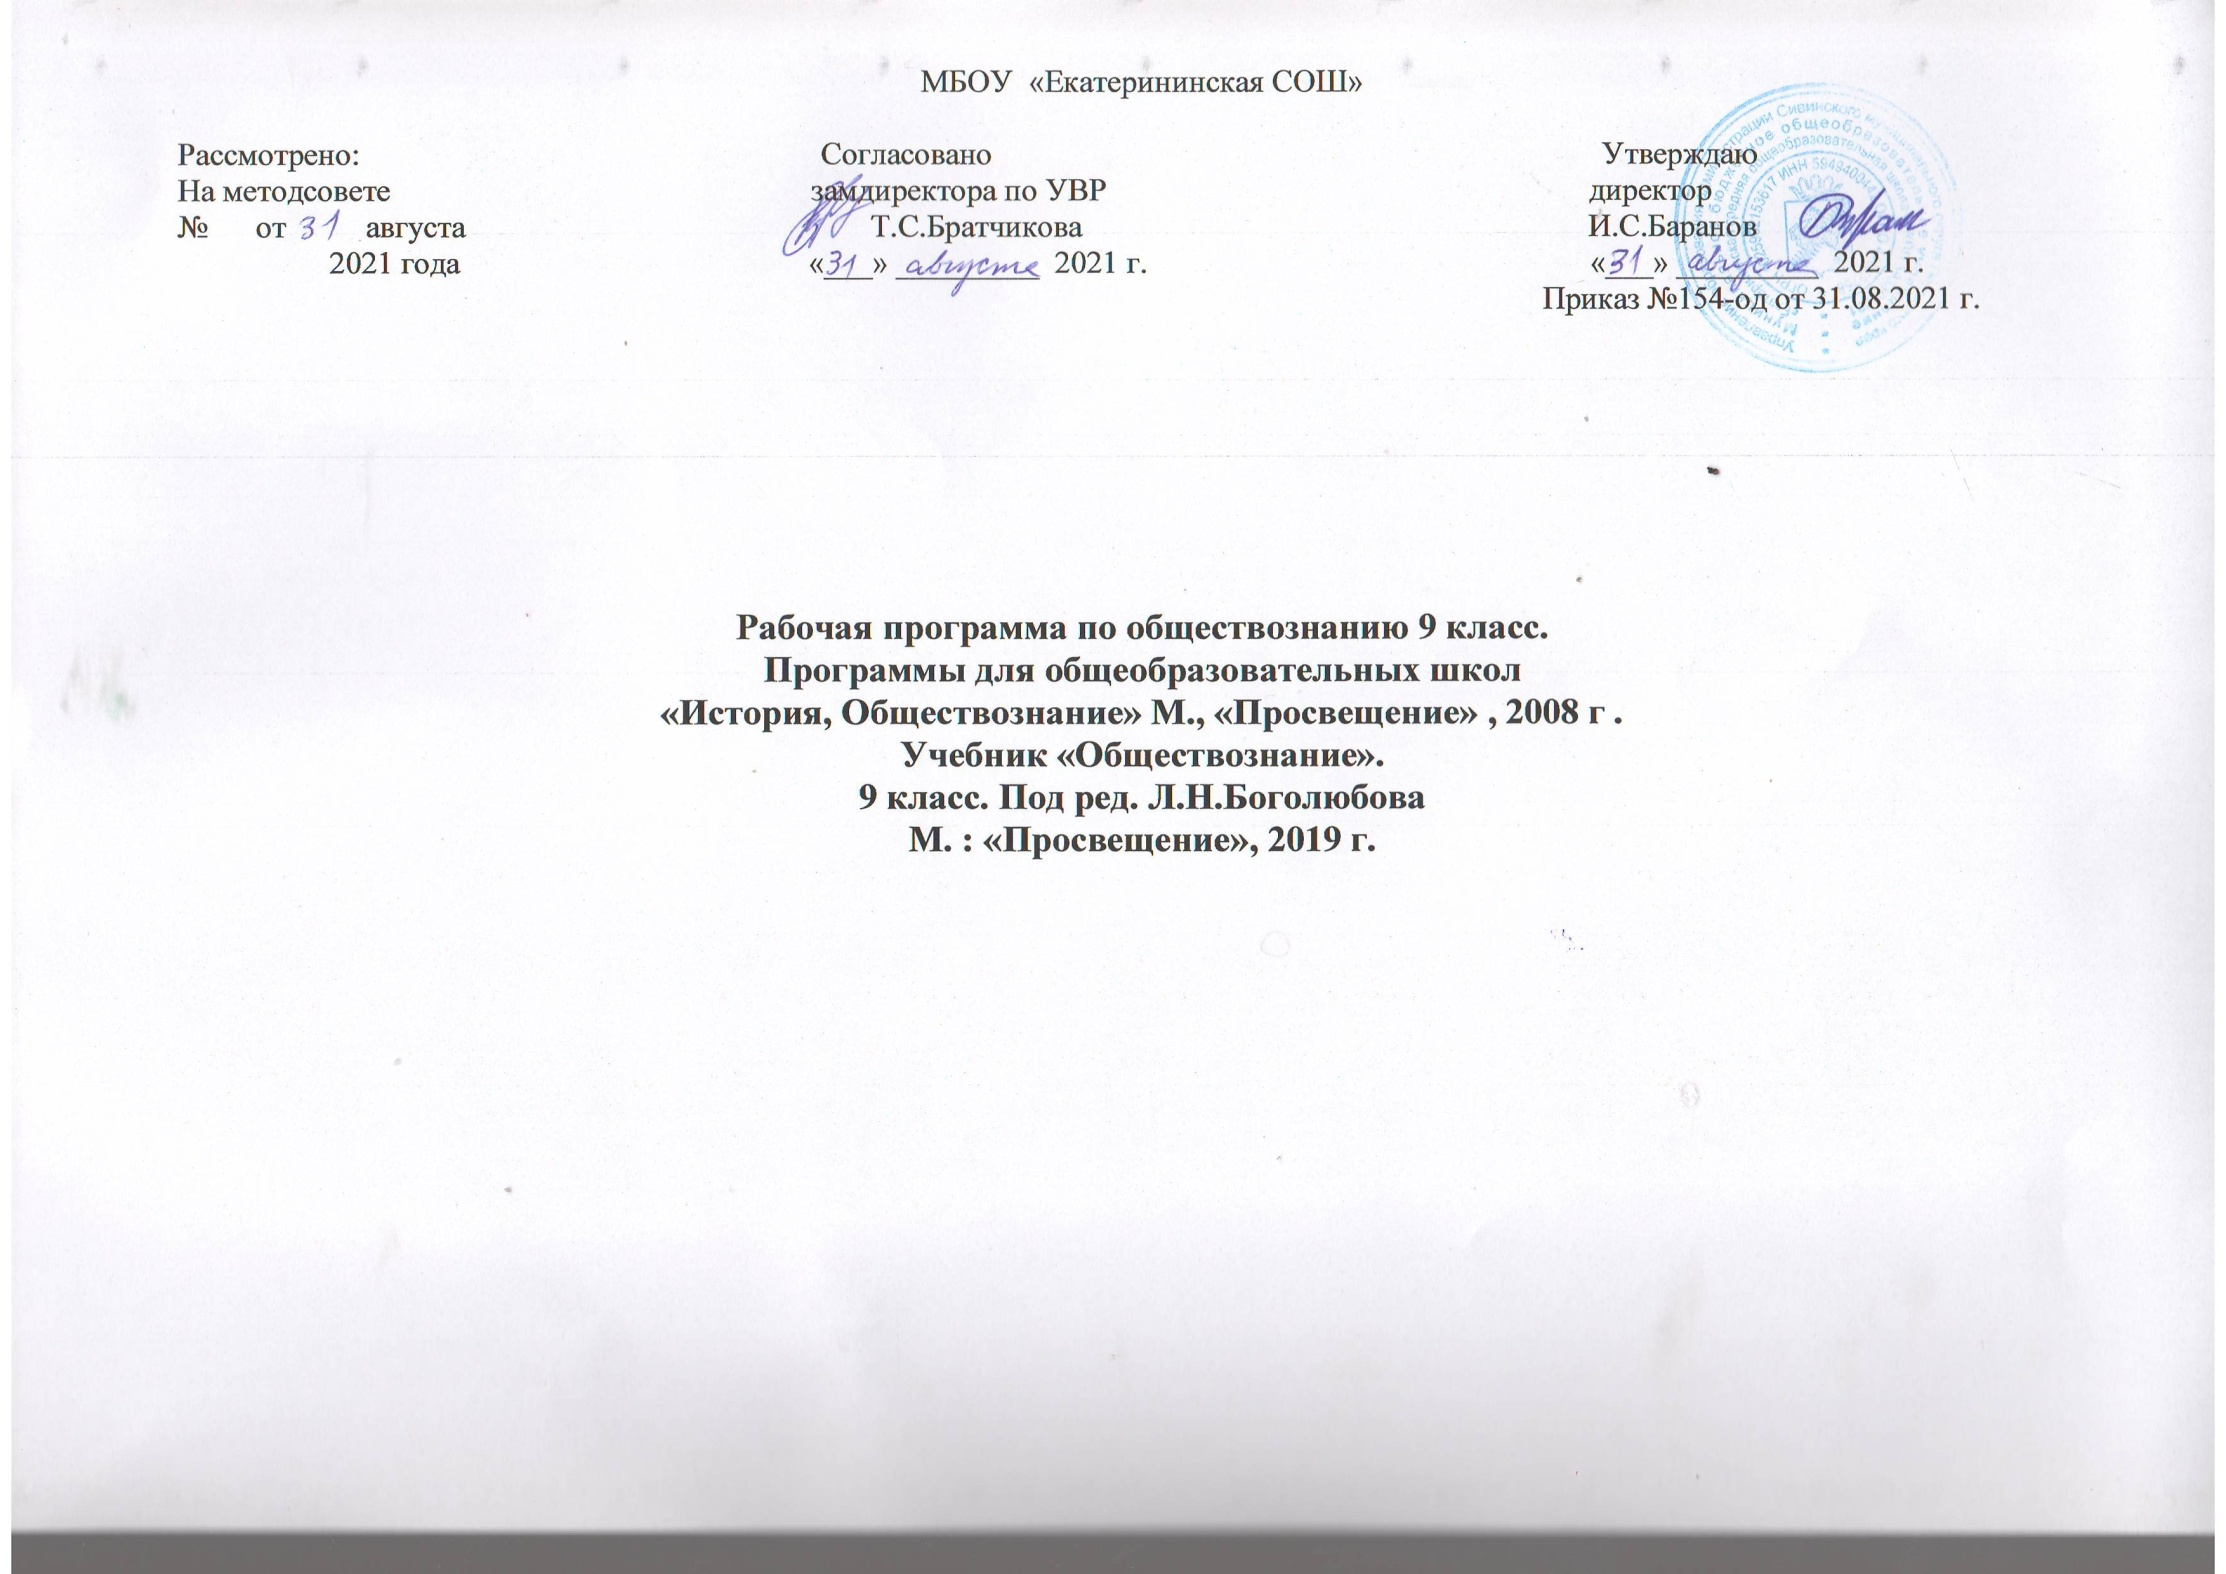 МБОУ «Екатерининская СОШ»
Рассмотрено:
На методсовете
№ от 31 августа
2021 года
Согласовано
замдиректора по УВР
Т.С.Братчикова
«31» августа 2021 г.
Утверждаю
директор
И.С.Баранов
«31» августа 2021 г.
Приказ №154-од от 31.08.2021 г.
Рабочая программа по обществознанию 9 класс.
Программы для общеобразовательных школ
«История, Обществознание» М., «Просвещение» , 2008 г .
Учебник «Обществознание».
9 класс. Под ред. Л.Н.Боголюбова
М. : «Просвещение», 2019 г.